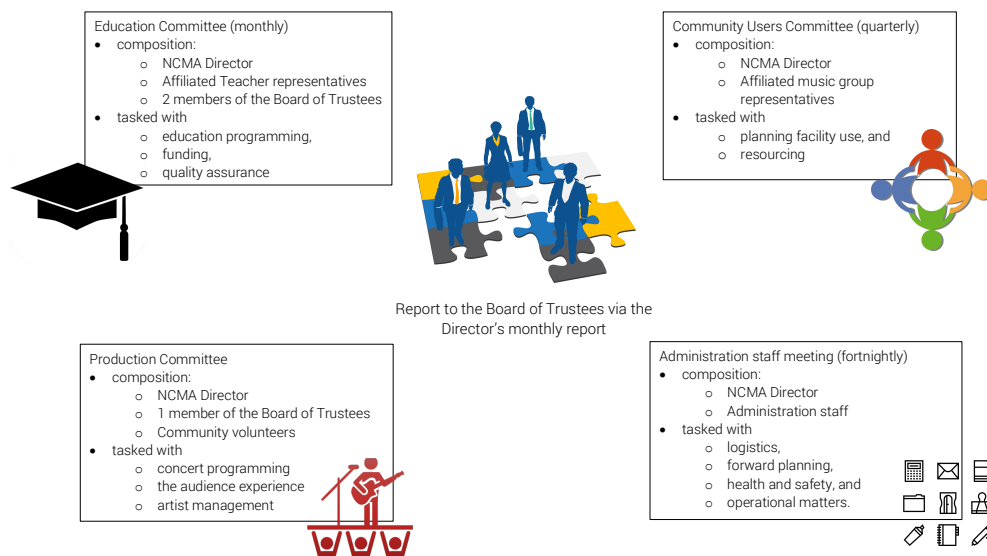 Education Committee (monthly)
• composition:
o NCMA Director
o Affiliated Teacher representatives
o 2 members of the Board of Trustees
• tasked with
o education programming,
o funding,
o quality assurance
Community Users Committee (quarterly)
• composition:
o NCMA Director
o Affiliated music group
representatives
• tasked with
o planning facility use, and
o resourcing
Report to the Board of Trustees via the
Director's monthly report
Production Committee
• composition:
o NCMA Director
o 1 member of the Board of Trustees
o Community volunteers
• tasked with
o concert programming
o the audience experience
o artist management
Administration staff meeting (fortnightly)
• composition:
o NCMA Director
o Administration staff
• tasked with
o logistics,
o forward planning,
o health and safety, and
o operational matters.